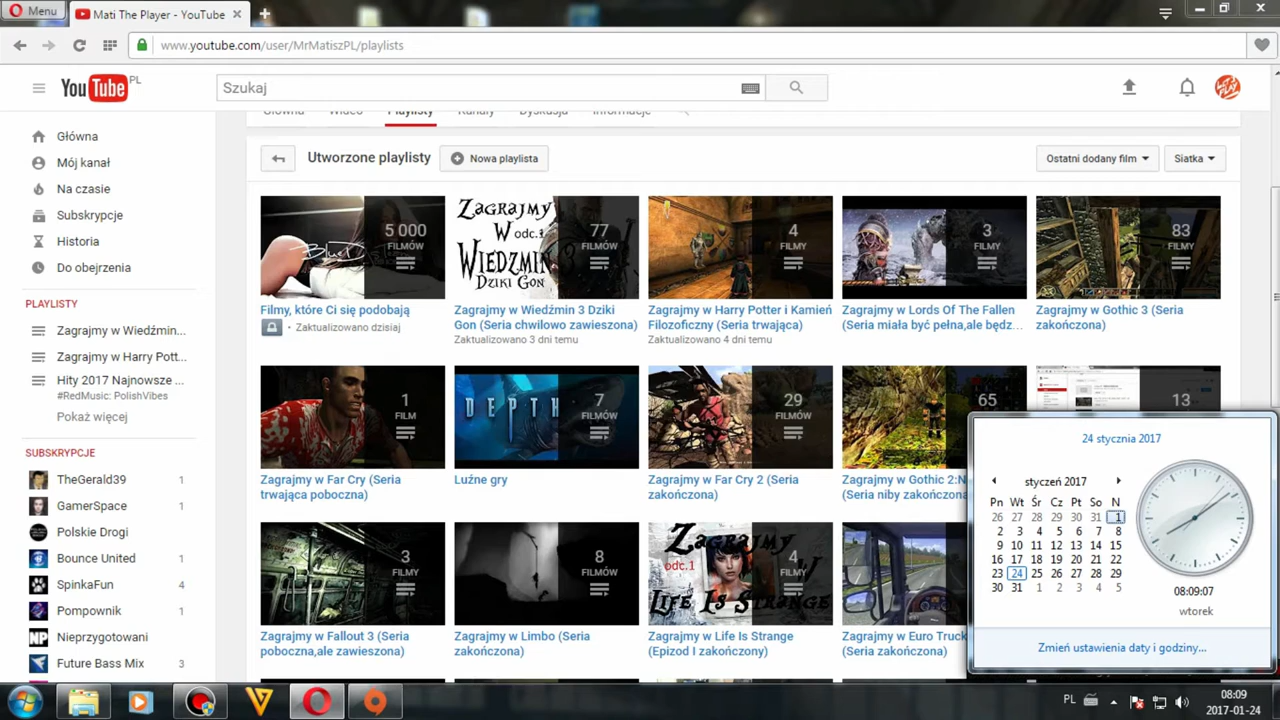 Menu
Mati The Player - YouTube
www.youtube.com/user/MrMatiszPL/playlists
YouTube PL
Szukaj
Główna
Wideo
Playlisty
Kanały
Dyskusja
Informacje
Główna
Mój kanał
Na czasie
Subskrypcje
Historia
Do obejrzenia
PLAYLISTY
Zagrajmy w Wiedźmin...
Zagrajmy w Harry Pott...
Hity 2017 Najnowsze ...
#RedMusic: PolishVibes
Pokaż więcej
SUBSKRYPCJE
TheGerald39 1
GamerSpace 1
Polskie Drogi
Bounce United 1
SpinkaFun 4
Pompownik 1
Nieprzygotowani
Future Bass Mix 3
Utworzone playlisty
Nowa playlista
Ostatni dodany film
Siatka
5 000
FILMÓW
Filmy, które Ci się podobają
• Zaktualizowano dzisiaj
Zagrajmy
W odc.1
Wiedźmin 3
Dziki Gon
77
FILMÓW
Zagrajmy w Wiedźmin 3 Dziki
Gon (Seria chwilowo zawieszona)
Zaktualizowano 3 dni temu
4
FILMY
Zagrajmy w Harry Potter i Kamień
Filozoficzny (Seria trwająca)
Zaktualizowano 4 dni temu
3
FILMY
Zagrajmy w Lords Of The Fallen
(Seria miała być pełna,ale będz...
83
FILMY
Zagrajmy w Gothic 3 (Seria
zakończona)
1
FILM
Zagrajmy w Far Cry (Seria
trwająca poboczna)
DEPTH
7
FILMÓW
Luźne gry
29
FILMÓW
Zagrajmy w Far Cry 2 (Seria
zakończona)
65
Zagrajmy w Gothic 2:N
(Seria niby zakończon
13
3
FILMY
Zagrajmy w Fallout 3 (Seria
poboczna,ale zawieszona)
8
FILMÓW
Zagrajmy w Limbo (Seria
zakończona)
Zagrajmy
odc.1
Life Is Strange
4
FILMY
Zagrajmy w Life Is Strange
(Epizod I zakończony)
Zagrajmy w Euro Truck
(Seria zakończona)
24 stycznia 2017
styczeń 2017
Pn Wt Śr Cz Pt So N
26 27 28 29 30 31 1
2 3 4 5 6 7 8
9 10 11 12 13 14 15
16 17 18 19 20 21 22
23 24 25 26 27 28 29
30 31 1 2 3 4 5
08:09:07
wtorek
Zmień ustawienia daty i godziny...
PL
08:09
2017-01-24